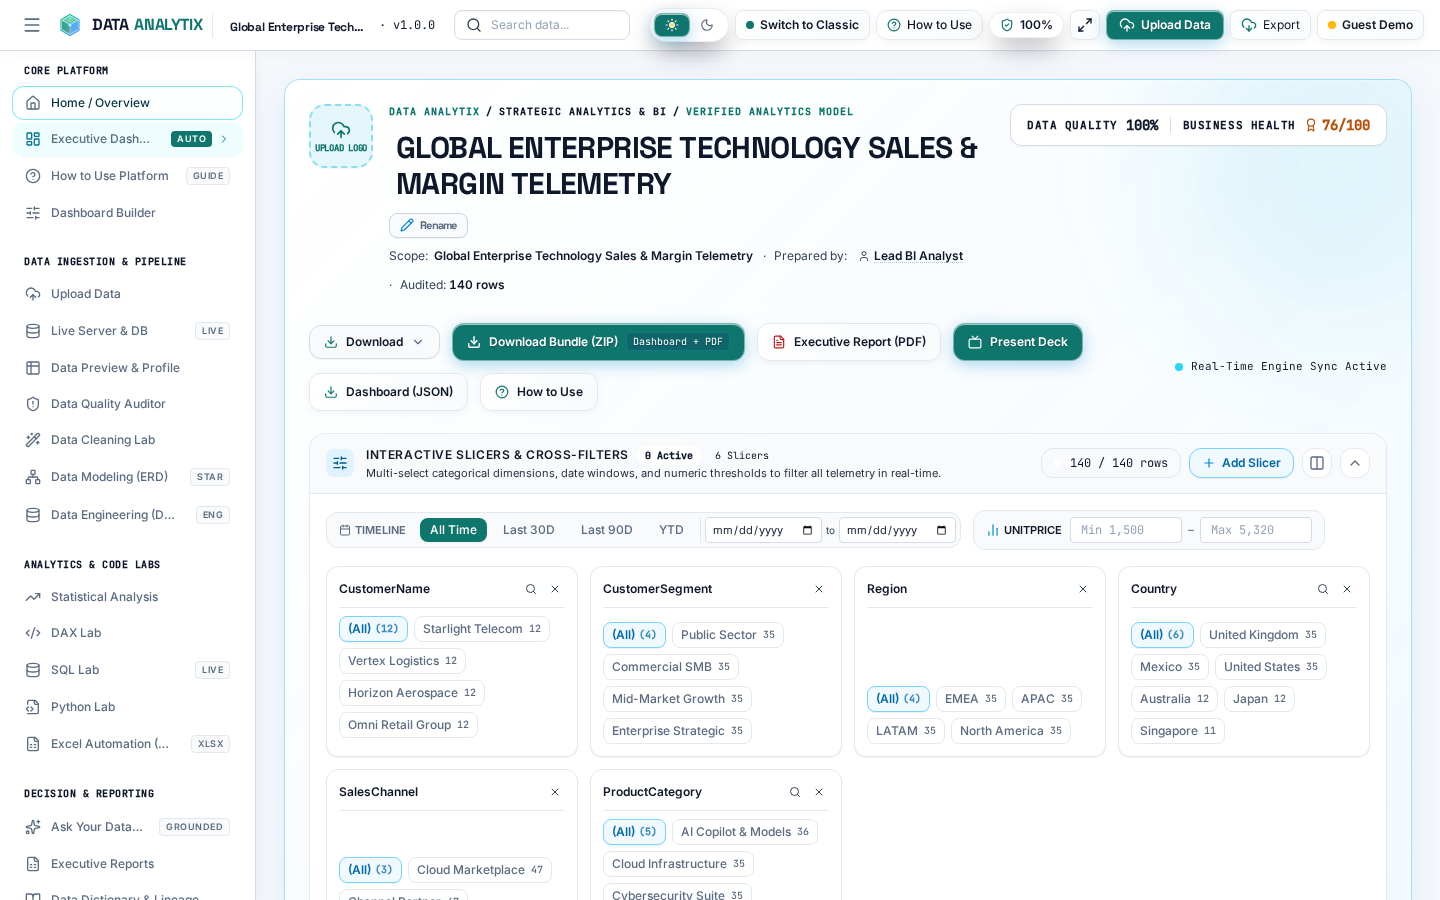 DATA ANALYTIX
Global Enterprise Tech... · v1.0.0
Search data...
Switch to Classic
How to Use
100%
Upload Data
Export
Guest Demo
CORE PLATFORM
Home / Overview
Executive Dash... AUTO
How to Use Platform GUIDE
Dashboard Builder
DATA INGESTION & PIPELINE
Upload Data
Live Server & DB LIVE
Data Preview & Profile
Data Quality Auditor
Data Cleaning Lab
Data Modeling (ERD) STAR
Data Engineering (D... ENG
ANALYTICS & CODE LABS
Statistical Analysis
DAX Lab
SQL Lab LIVE
Python Lab
Excel Automation (... XLSX
DECISION & REPORTING
Ask Your Data... GROUNDED
Executive Reports
Data Dictionary & Lineage
UPLOAD LOGO
DATA ANALYTIX / STRATEGIC ANALYTICS & BI / VERIFIED ANALYTICS MODEL
GLOBAL ENTERPRISE TECHNOLOGY SALES &
MARGIN TELEMETRY
Rename
Scope: Global Enterprise Technology Sales & Margin Telemetry · Prepared by: Lead BI Analyst
· Audited: 140 rows
DATA QUALITY 100% BUSINESS HEALTH 76/100
Download
Download Bundle (ZIP) Dashboard + PDF
Executive Report (PDF)
Present Deck
Dashboard (JSON)
How to Use
Real-Time Engine Sync Active
INTERACTIVE SLICERS & CROSS-FILTERS 0 Active 6 Slicers
Multi-select categorical dimensions, date windows, and numeric thresholds to filter all telemetry in real-time.
140 / 140 rows
Add Slicer
TIMELINE All Time Last 30D Last 90D YTD mm/dd/yyyy to mm/dd/yyyy
UNITPRICE Min 1,500 – Max 5,320
CustomerName
(All) (12) Starlight Telecom 12
Vertex Logistics 12
Horizon Aerospace 12
Omni Retail Group 12
CustomerSegment
(All) (4) Public Sector 35
Commercial SMB 35
Mid-Market Growth 35
Enterprise Strategic 35
Region
(All) (4) EMEA 35 APAC 35
LATAM 35 North America 35
Country
(All) (6) United Kingdom 35
Mexico 35 United States 35
Australia 12 Japan 12
Singapore 11
SalesChannel
(All) (3) Cloud Marketplace 47
Channel Partner 47
ProductCategory
(All) (5) AI Copilot & Models 36
Cloud Infrastructure 35
Cybersecurity Suite 35